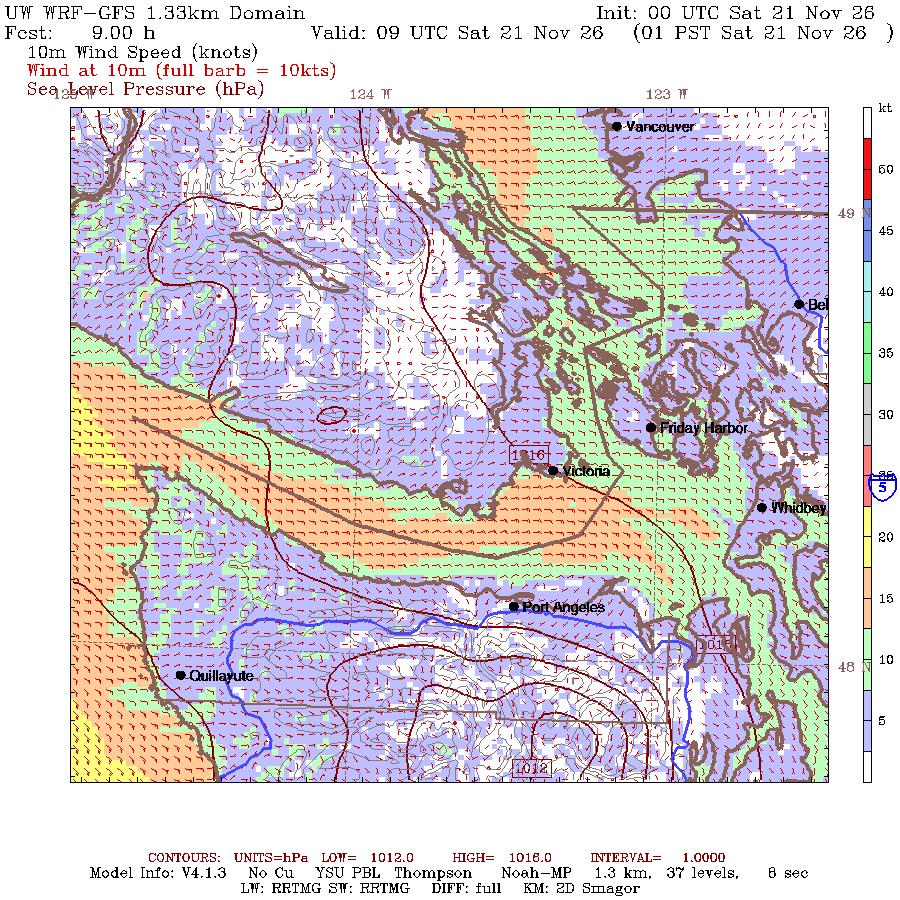 UW WRF-GFS 1.33km Domain Init: 00 UTC Sat 21 Nov 26
Fcst: 9.00 h Valid: 09 UTC Sat 21 Nov 26 (01 PST Sat 21 Nov 26 )
10m Wind Speed (knots)
Wind at 10m (full barb = 10kts)
Sea Level Pressure (hPa)
125 W 124 W 123 W
kt
Vancouver
60
49 N
45
40
Bel
35
30
Friday Harbor
1016
Victoria
25
5
Whidbey
20
15
Port Angeles
1015
10
48 N
Quillayute
5
1012
CONTOURS: UNITS=hPa LOW= 1012.0 HIGH= 1016.0 INTERVAL= 1.0000
Model Info: V4.1.3 No Cu YSU PBL Thompson Noah-MP 1.3 km, 37 levels, 8 sec
LW: RRTMG SW: RRTMG DIFF: full KM: 2D Smagor